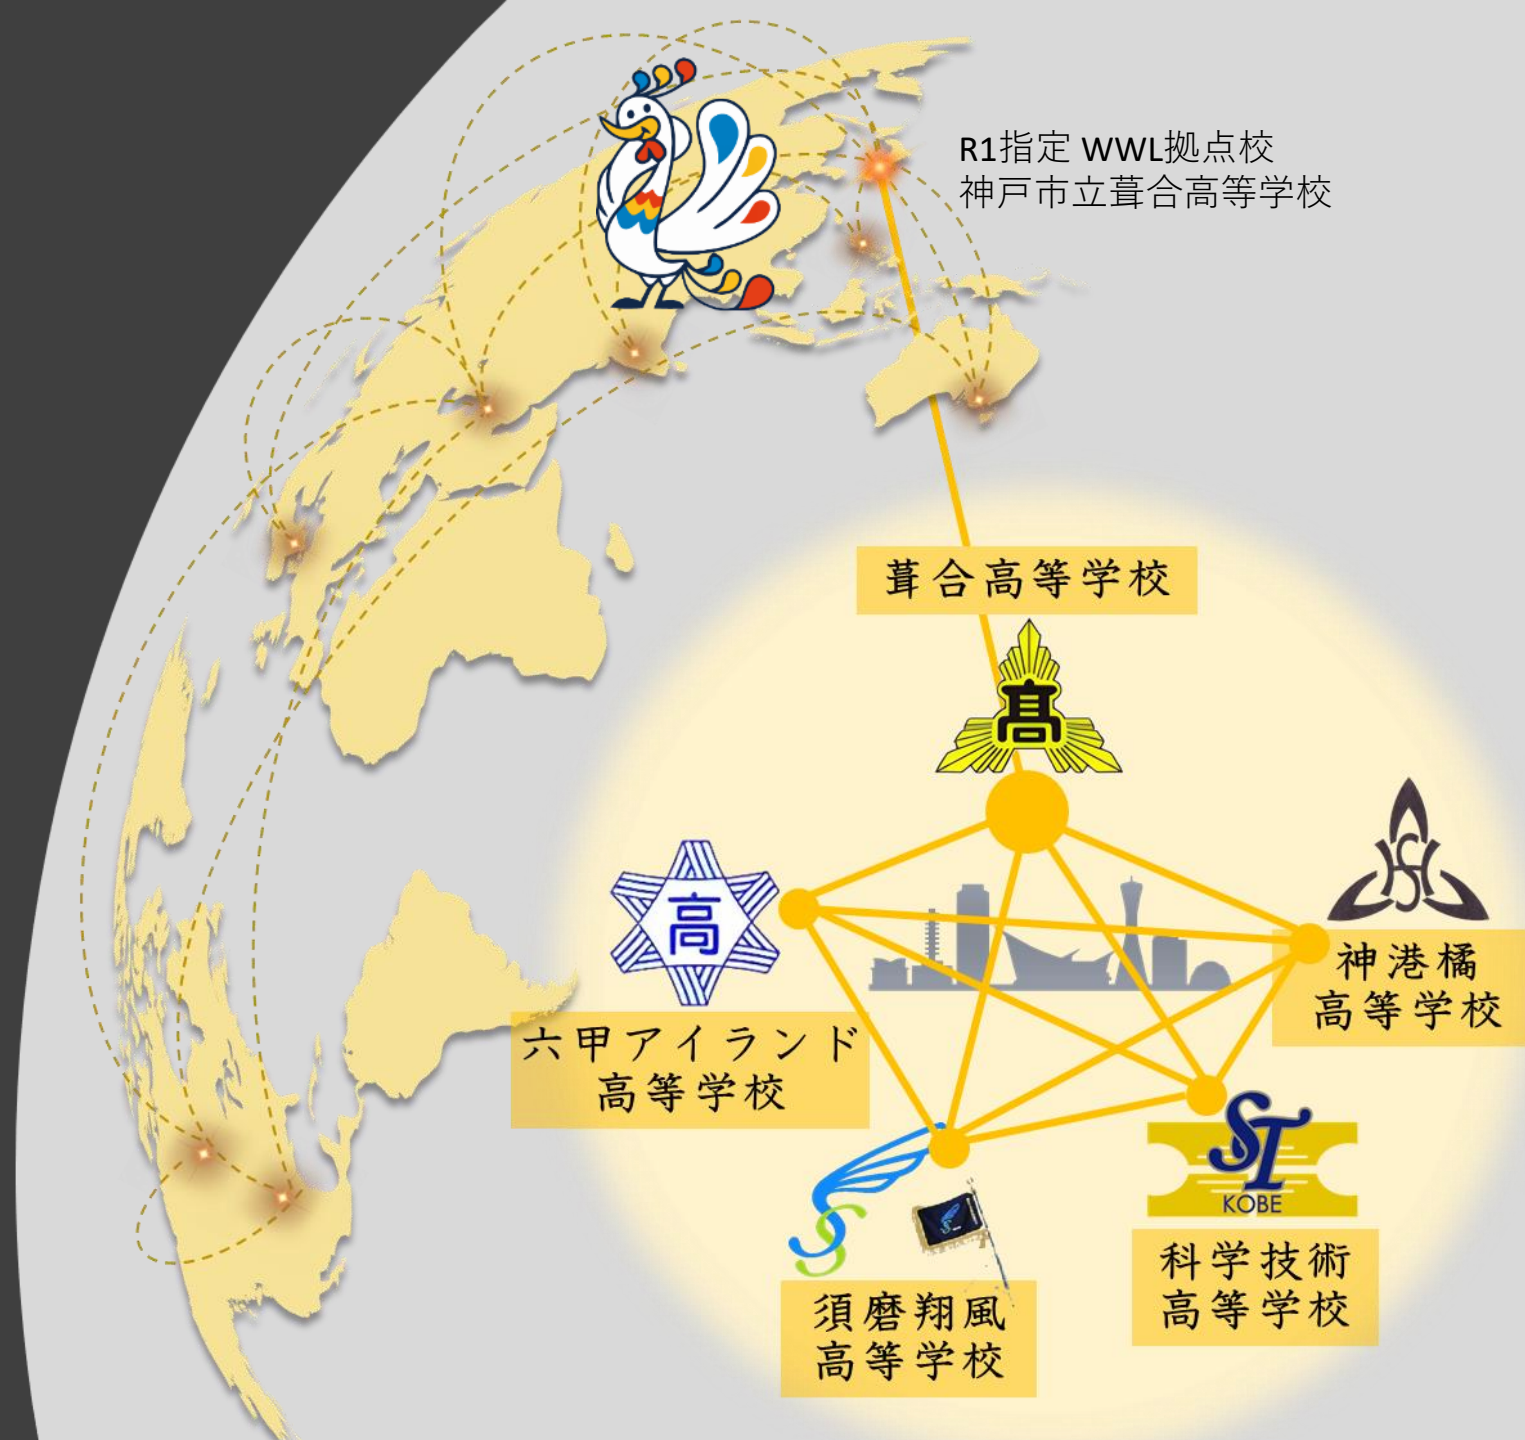 R1指定 WWL拠点校
神戸市立葺合高等学校
葺合高等学校
髙
高
神港橘
高等学校
六甲アイランド
高等学校
S
S
ST
KOBE
科学技術
高等学校
須磨翔風
高等学校